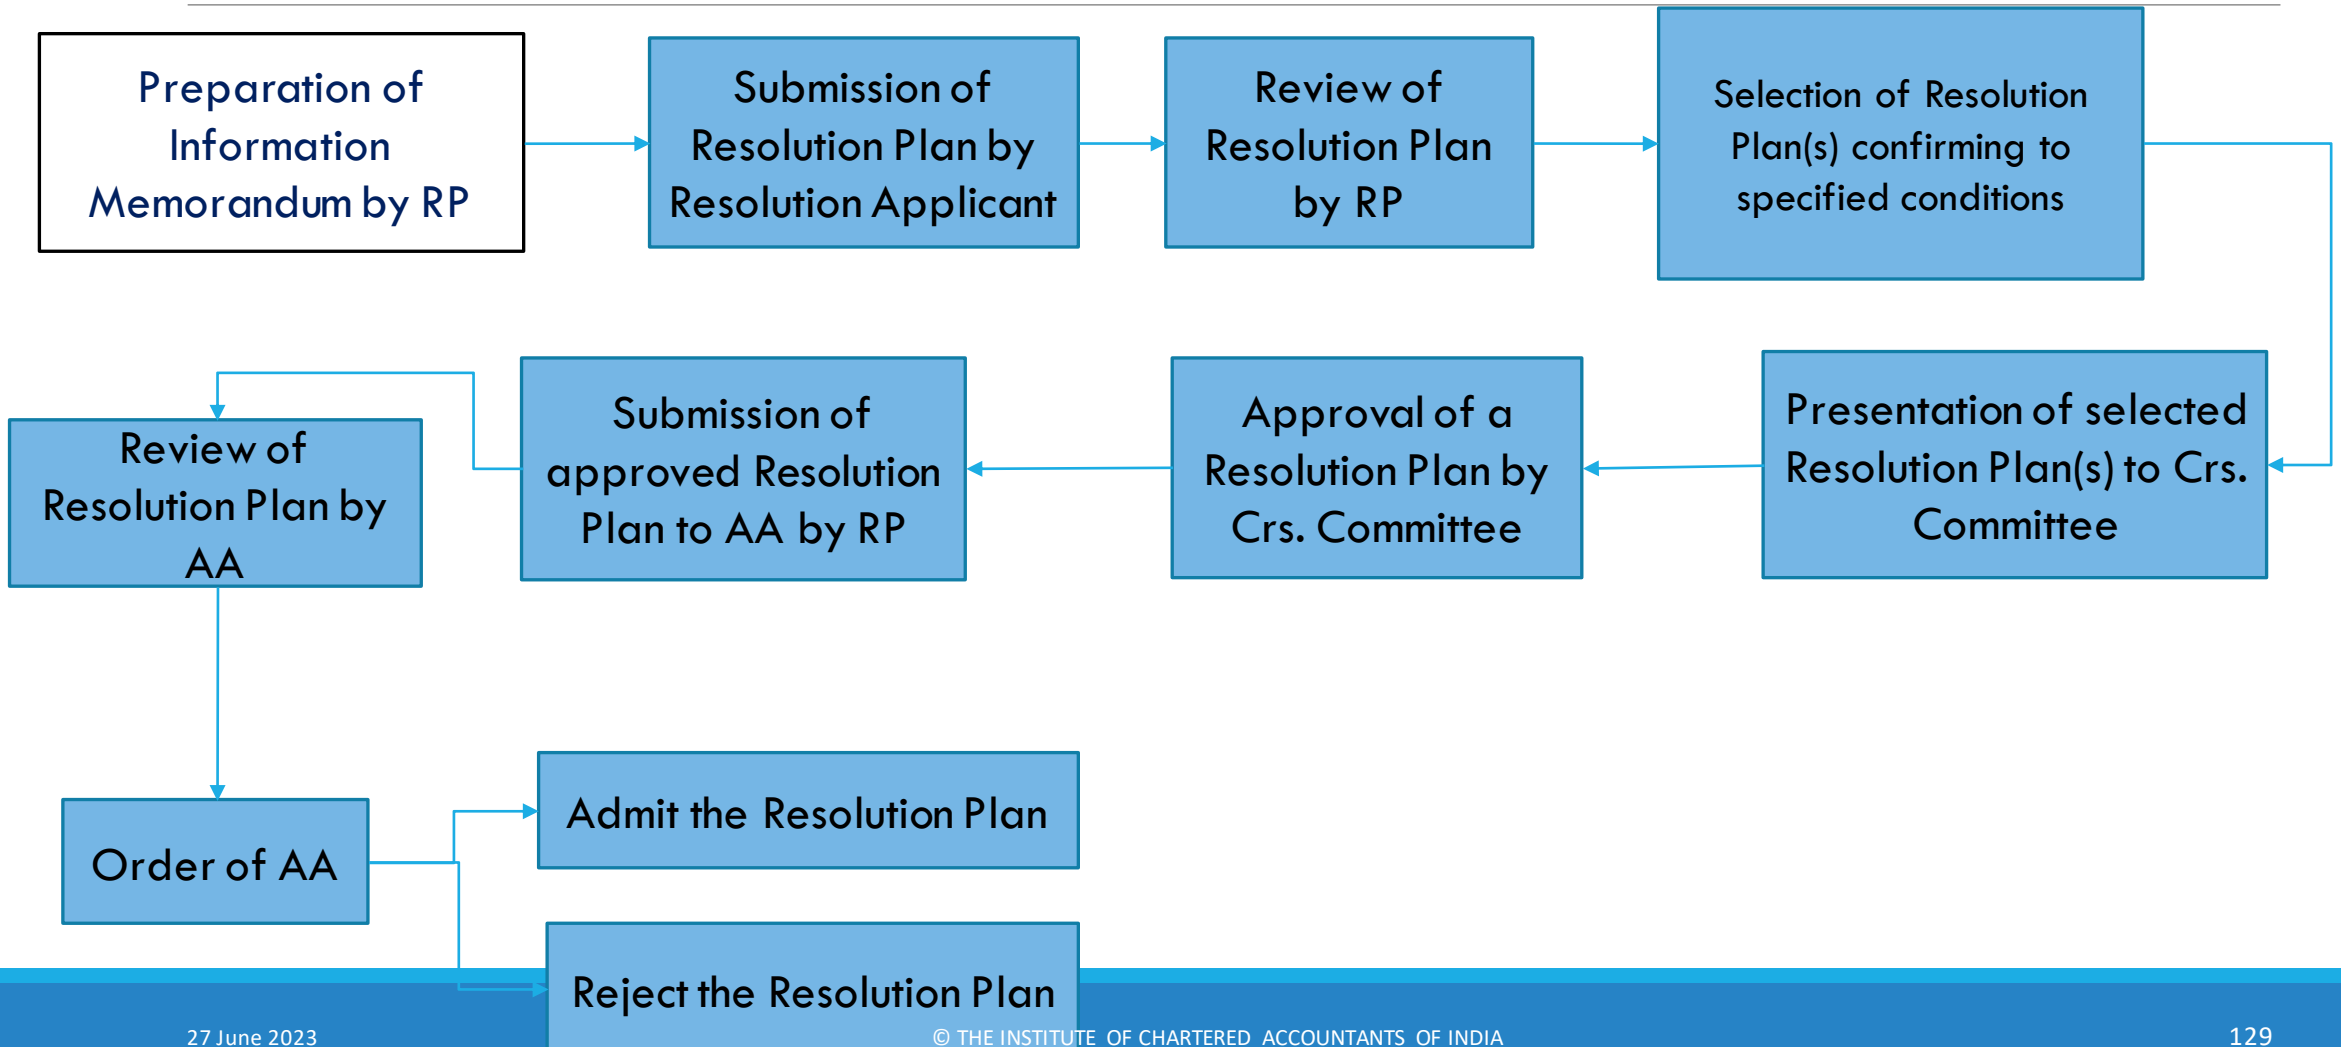 Preparation of
Information
Memorandum by RP
Submission of
Resolution Plan by
Resolution Applicant
Review of
Resolution Plan
by RP
Selection of Resolution
Plan(s) confirming to
specified conditions
Presentation of selected
Resolution Plan(s) to Crs.
Committee
Approval of a
Resolution Plan by
Crs. Committee
Submission of
approved Resolution
Plan to AA by RP
Review of
Resolution Plan by
AA
Order of AA
Admit the Resolution Plan
Reject the Resolution Plan
27 June 2023
© THE INSTITUTE OF CHARTERED ACCOUNTANTS OF INDIA
129